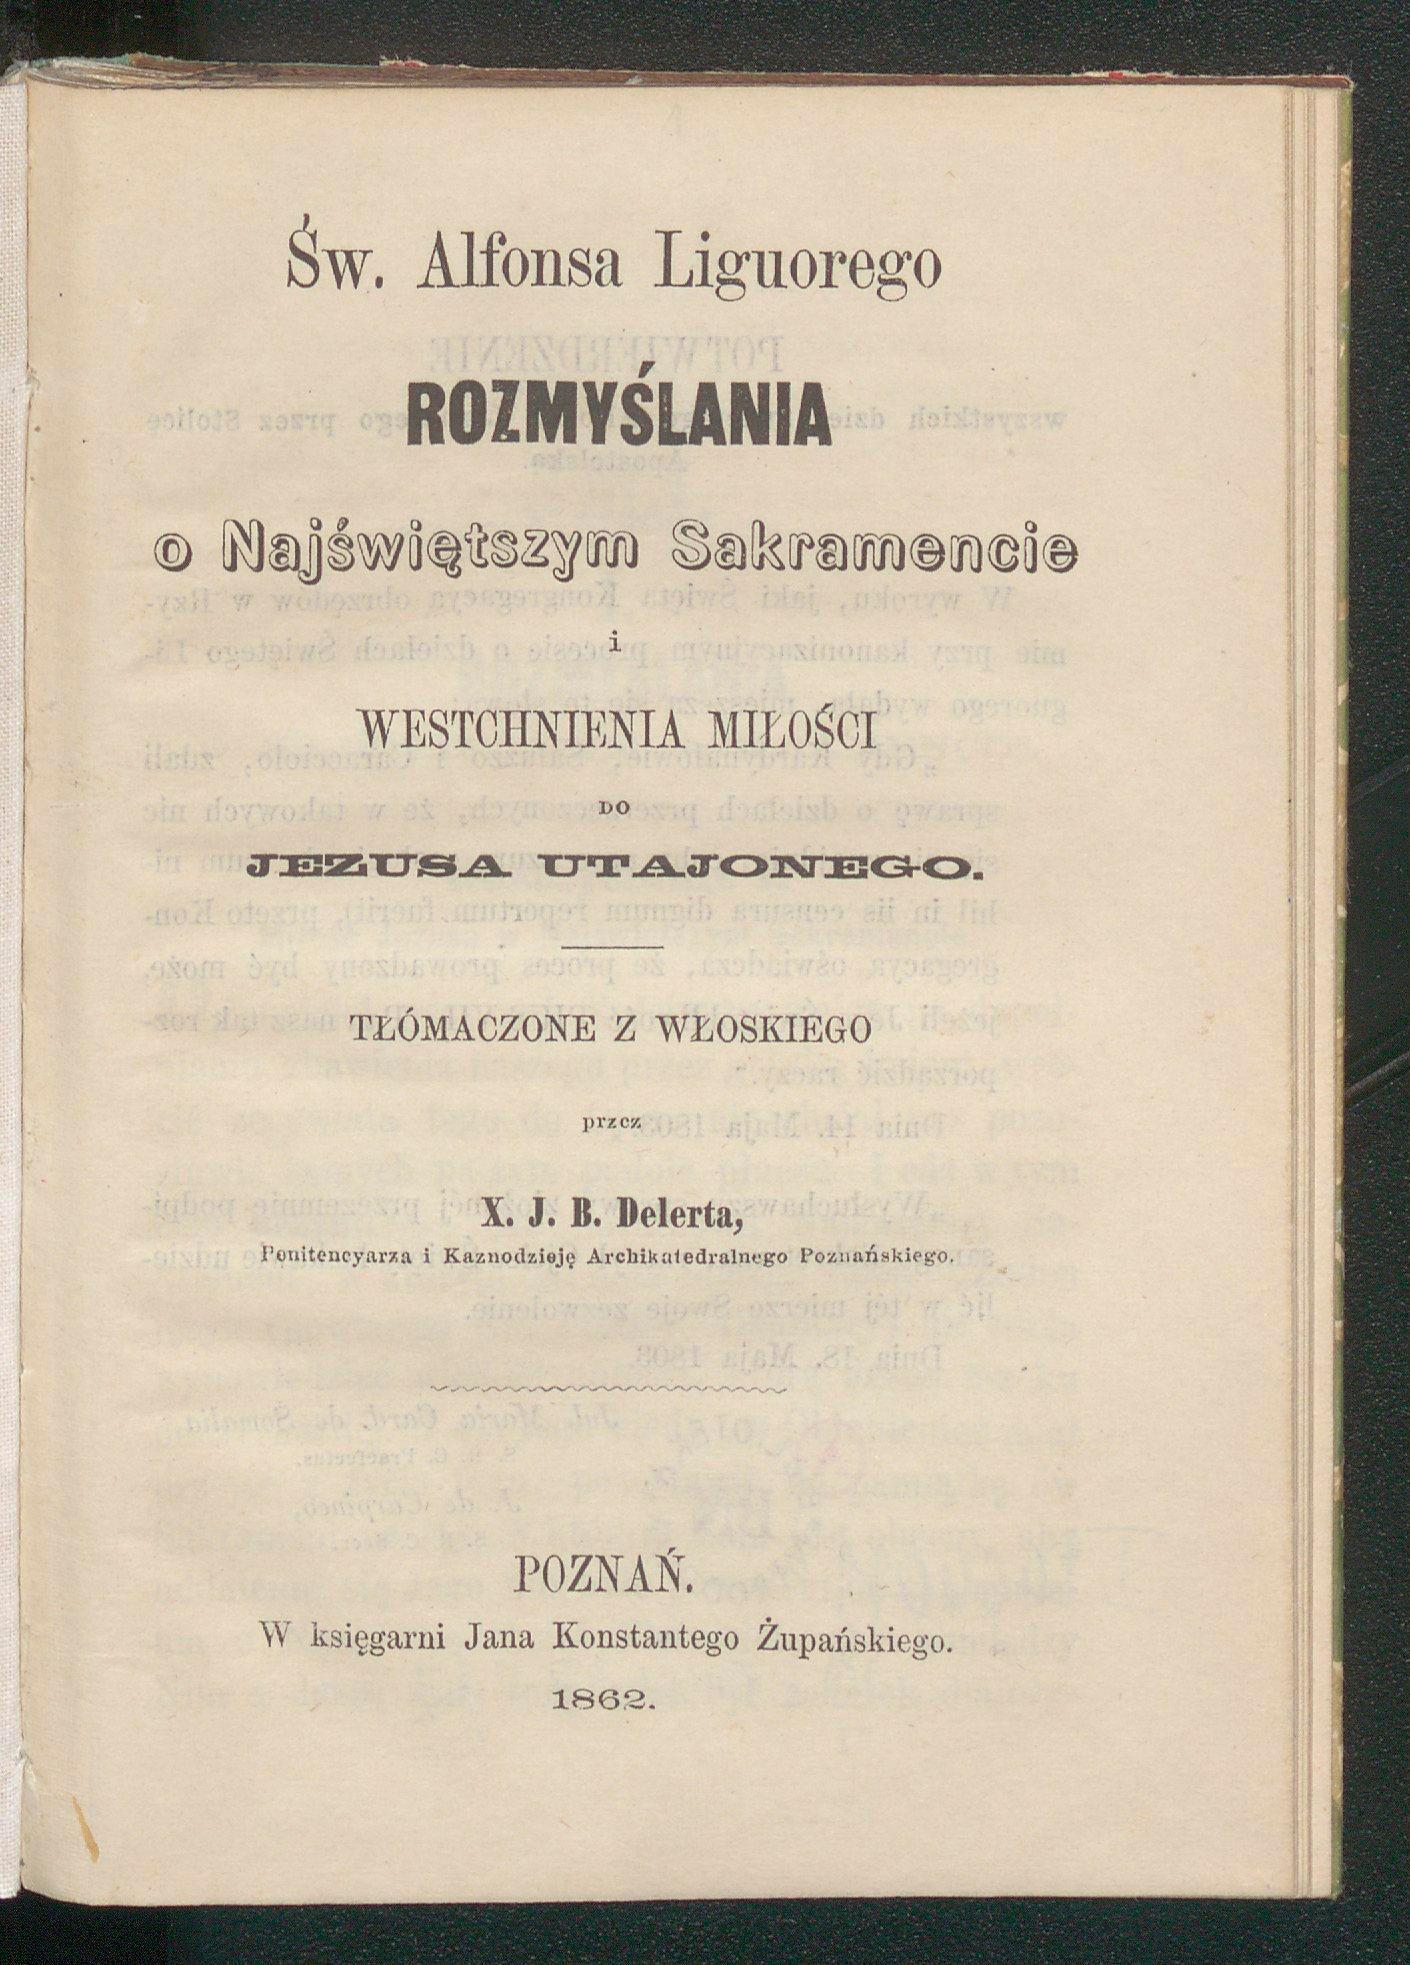 Św. Alfonsa Liguorego
ROZMYŚLANIA
o Najświętszym Sakramencie
i
WESTCHNIENIA MIŁOŚCI
DO
JEZUSA UTAJONEGO.
TŁÓMACZONE Z WŁOSKIEGO
przez
X. J. B. Delerta,
Penitencyarza i Kaznodzieję Archikatedralnego Poznańskiego.
POZNAŃ.
W księgarni Jana Konstantego Żupańskiego.
1862.